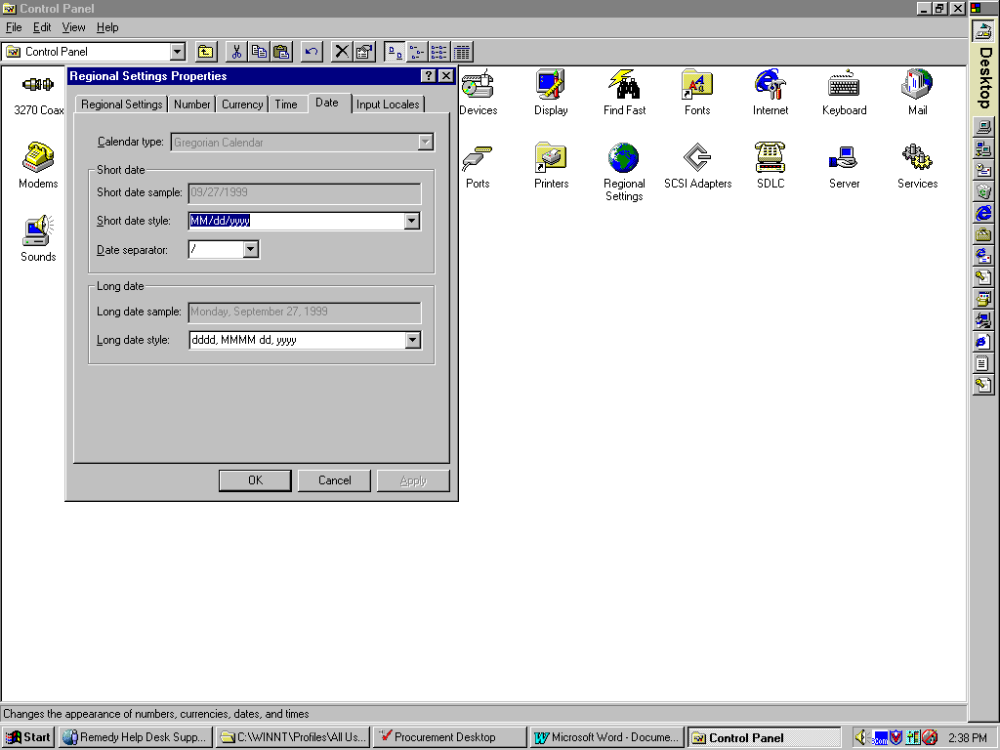 Control Panel
File Edit View Help
Control Panel
Regional Settings Properties
Regional Settings Number Currency Time Date Input Locales
Calendar type: Gregorian Calendar
Short date
Short date sample: 09/27/1999
Short date style: MM/dd/yyyy
Date separator: /
Long date
Long date sample: Monday, September 27, 1999
Long date style: dddd, MMMM dd, yyyy
OK Cancel Apply
3270 Coax Devices Display Find Fast Fonts Internet Keyboard Mail
Modems Ports Printers Regional Settings SCSI Adapters SDLC Server Services
Sounds
Desktop
Changes the appearance of numbers, currencies, dates, and times
Start Remedy Help Desk Supp... C:\WINNT\Profiles\All Us... Procurement Desktop Microsoft Word - Docume... Control Panel 3Com 2:38 PM